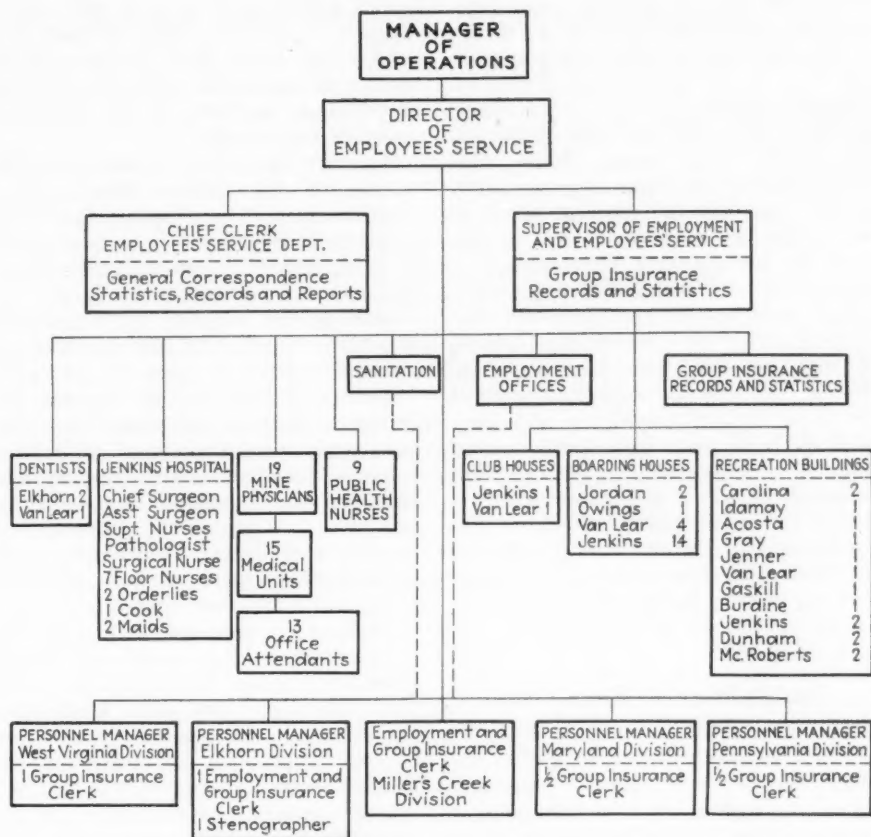 MANAGER
OF
OPERATIONS
DIRECTOR
OF
EMPLOYEES' SERVICE
CHIEF CLERK
EMPLOYEES' SERVICE DEPT.
General Correspondence
Statistics, Records and Reports
SUPERVISOR OF EMPLOYMENT
AND EMPLOYEES' SERVICE
Group Insurance
Records and Statistics
SANITATION
EMPLOYMENT
OFFICES
GROUP INSURANCE
RECORDS AND STATISTICS
DENTISTS
Elkhorn 2
Van Lear 1
JENKINS HOSPITAL
Chief Surgeon
Ass't Surgeon
Supt. Nurses
Pathologist
Surgical Nurse
7 Floor Nurses
2 Orderlies
1 Cook
2 Maids
19
MINE
PHYSICIANS
15
Medical
Units
13
Office
Attendants
9
PUBLIC
HEALTH
NURSES
CLUB HOUSES
Jenkins 1
Van Lear 1
BOARDING HOUSES
Jordan 2
Owings 1
Van Lear 4
Jenkins 14
RECREATION BUILDINGS
Carolina 2
Idamay 1
Acosta 1
Gray 1
Jenner 1
Van Lear 1
Gaskill 1
Burdine 1
Jenkins 2
Dunham 2
Mc. Roberts 2
PERSONNEL MANAGER
West Virginia Division
1 Group Insurance
Clerk
PERSONNEL MANAGER
Elkhorn Division
1 Employment and
Group Insurance
Clerk
1 Stenographer
Employment and
Group Insurance
Clerk
Miller's Creek
Division
PERSONNEL MANAGER
Maryland Division
½ Group Insurance
Clerk
PERSONNEL MANAGER
Pennsylvania Division
½ Group Insurance
Clerk